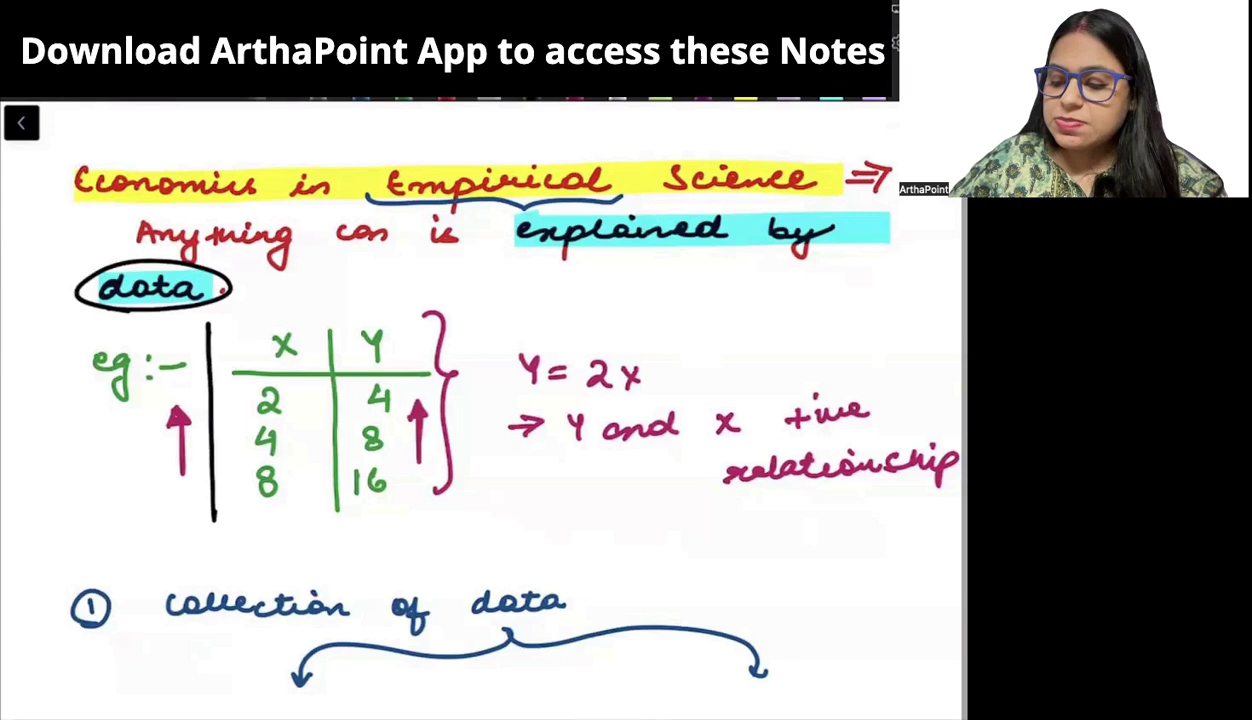 Download ArthaPoint App to access these Notes
ArthaPoint
Economics is Empirical Science ⇒
Anything can is explained by
data.
eg :- X Y
2 4
4 8
8 16
Y = 2x
→ Y and x +ive
relationship
① Collection of data